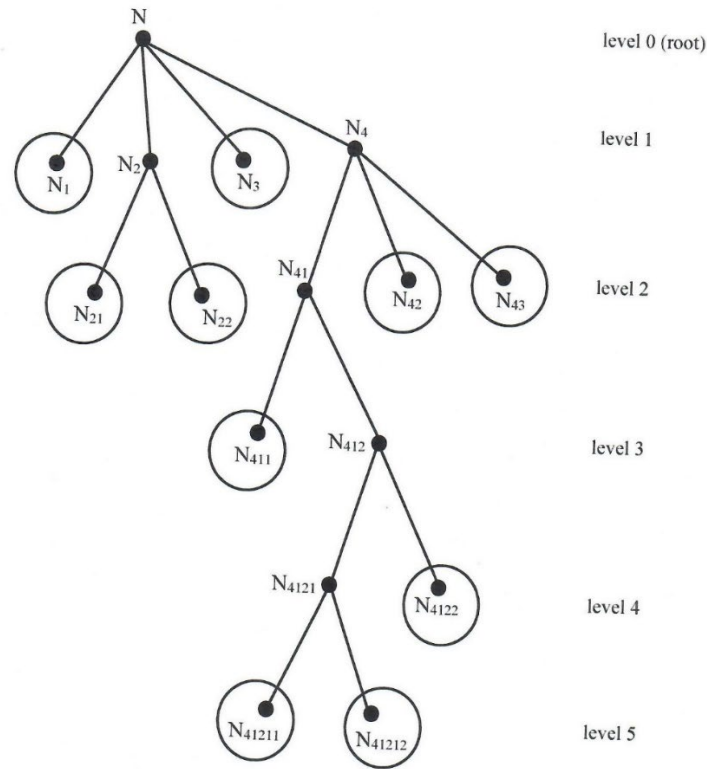 N
level 0 (root)
N₄
level 1
N₁
N₂
N₃
N₄₁
level 2
N₂₁
N₂₂
N₄₂
N₄₃
N₄₁₁
N₄₁₂
level 3
N₄₁₂₁
N₄₁₂₂
level 4
N₄₁₂₁₁
N₄₁₂₁₂
level 5